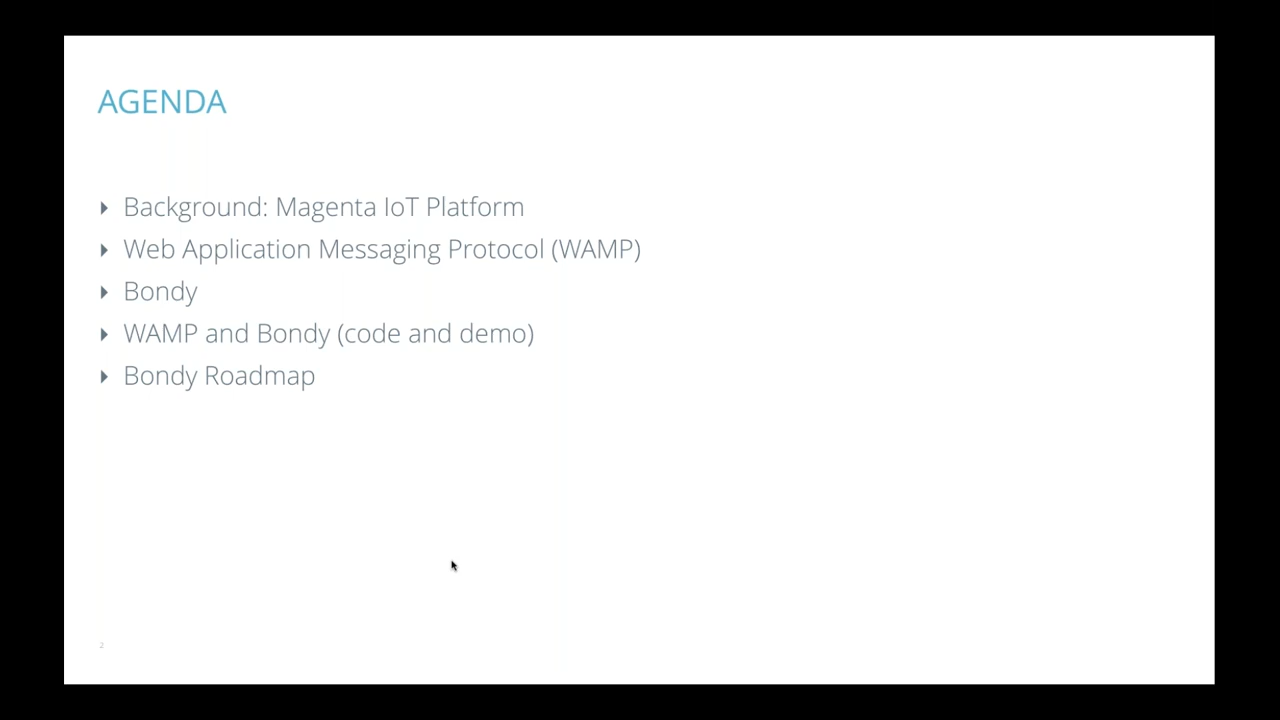 AGENDA
Background: Magenta IoT Platform
Web Application Messaging Protocol (WAMP)
Bondy
WAMP and Bondy (code and demo)
Bondy Roadmap
2